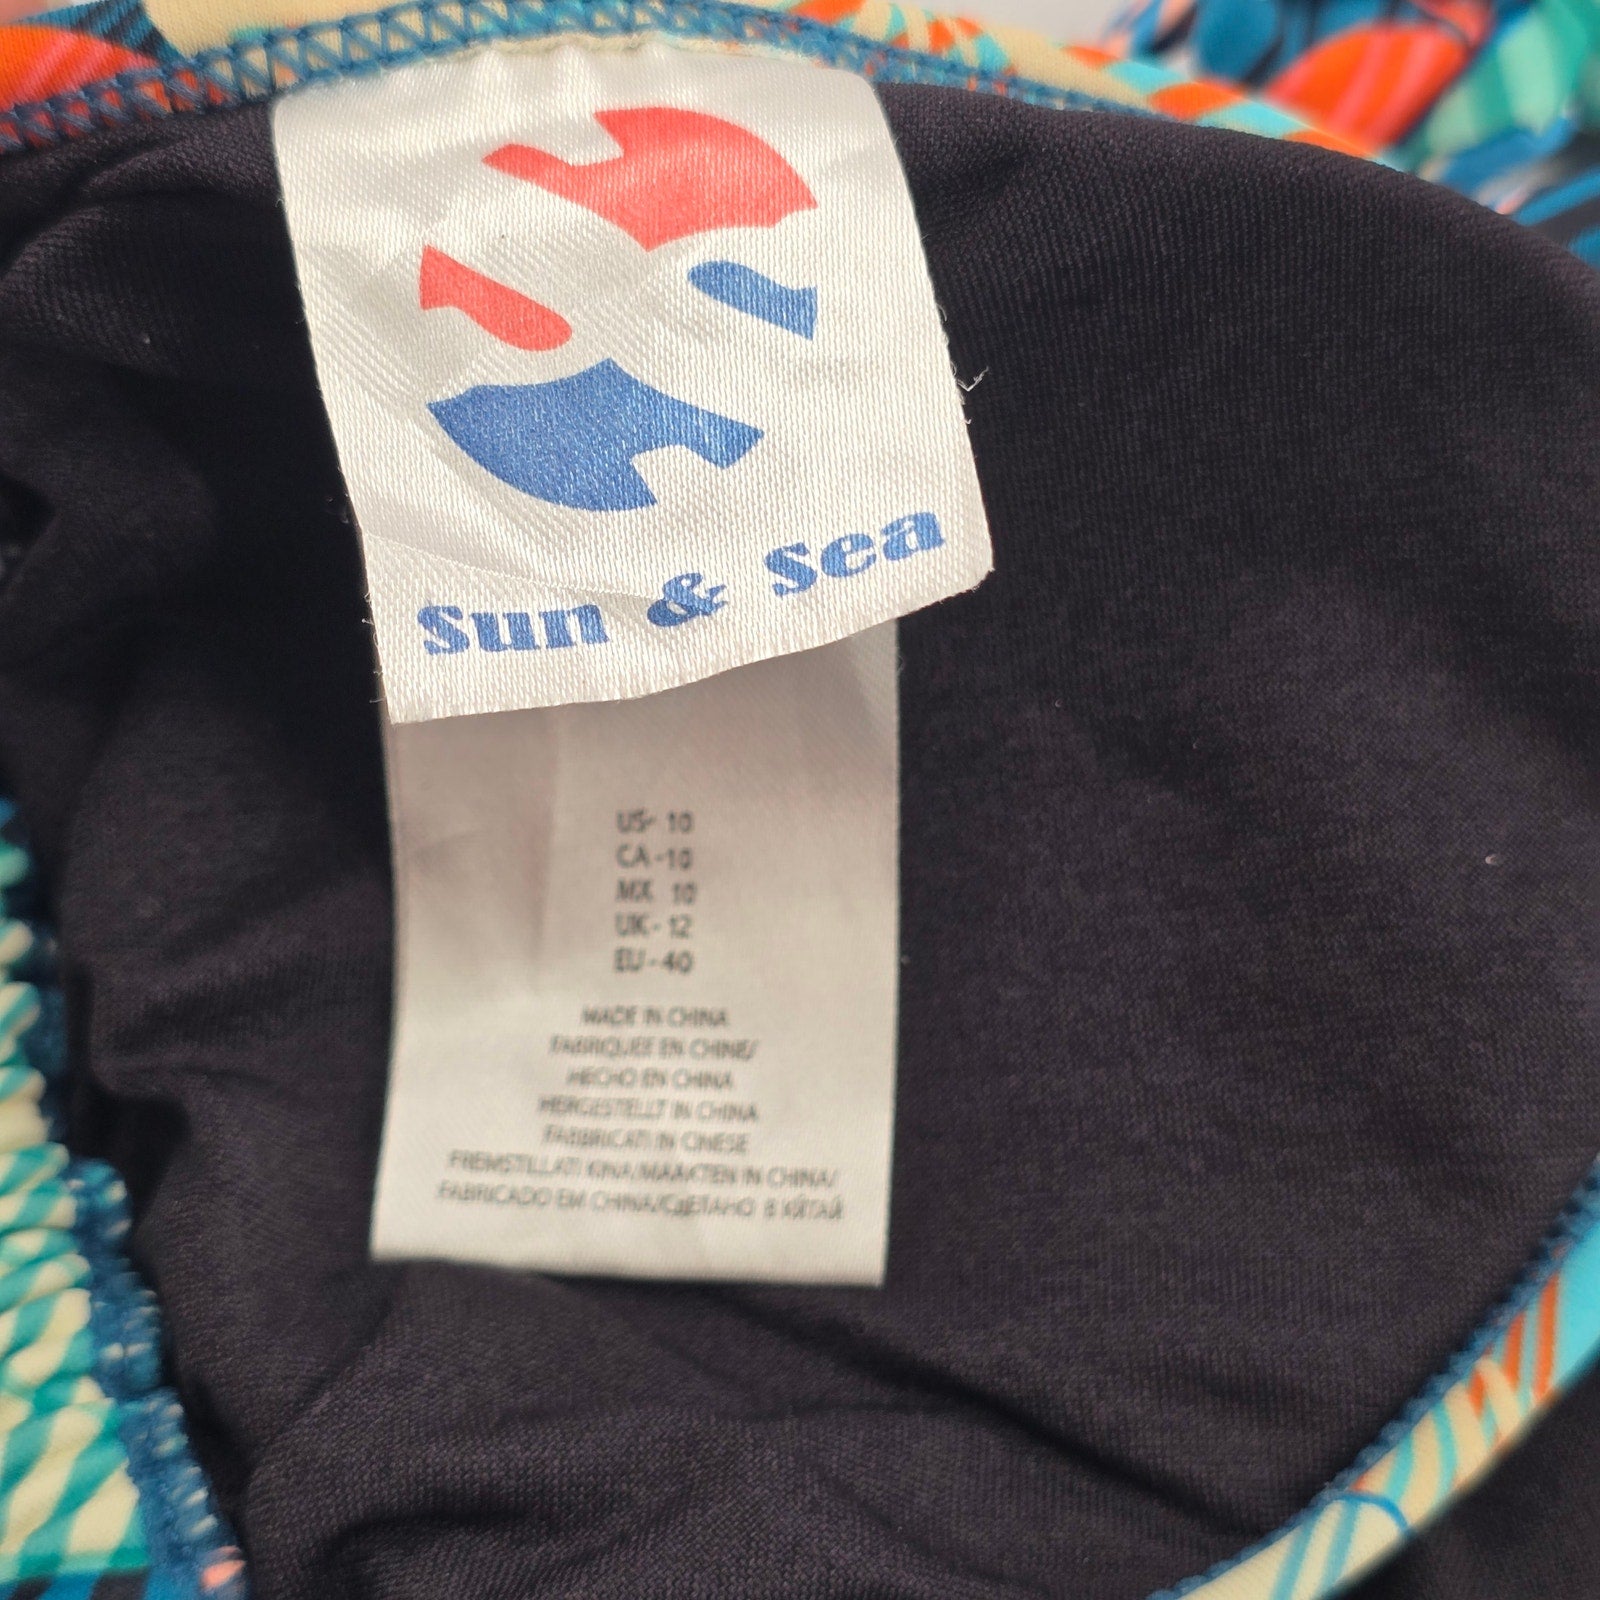 Sun & Sea
US- 10
CA -10
MX 10
UK - 12
EU - 40
MADE IN CHINA
FABRIQUEE EN CHINE/
HECHO EN CHINA
HERGESTELLT IN CHINA
FABBRICATI IN CINESE
FREMSTILLATI KINA/MAAKTEN IN CHINA/
FABRICADO EM CHINA/СДЕТАНО В КИТАЙ